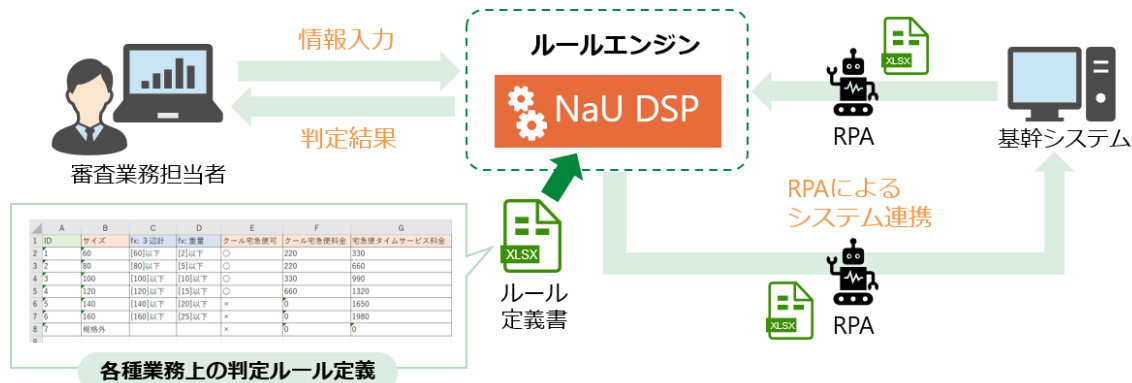 情報入力
判定結果
審査業務担当者
ルールエンジン
NaU DSP
XLSX
RPA
基幹システム
RPAによる
システム連携
XLSX
RPA
XLSX
ルール
定義書
A B C D E F G
1 ID サイズ fx: 3辺計 fx: 重量 クール宅急便可 クール宅急便料金 宅急便タイムサービス料金
2 1 60 [60]以下 [2]以下 ○ 220 330
3 2 80 [80]以下 [5]以下 ○ 220 660
4 3 100 [100]以下 [10]以下 ○ 330 990
5 4 120 [120]以下 [15]以下 ○ 660 1320
6 5 140 [140]以下 [20]以下 × 0 1650
7 6 160 [160]以下 [25]以下 × 0 1980
8 7 規格外 × 0 0
9
各種業務上の判定ルール定義